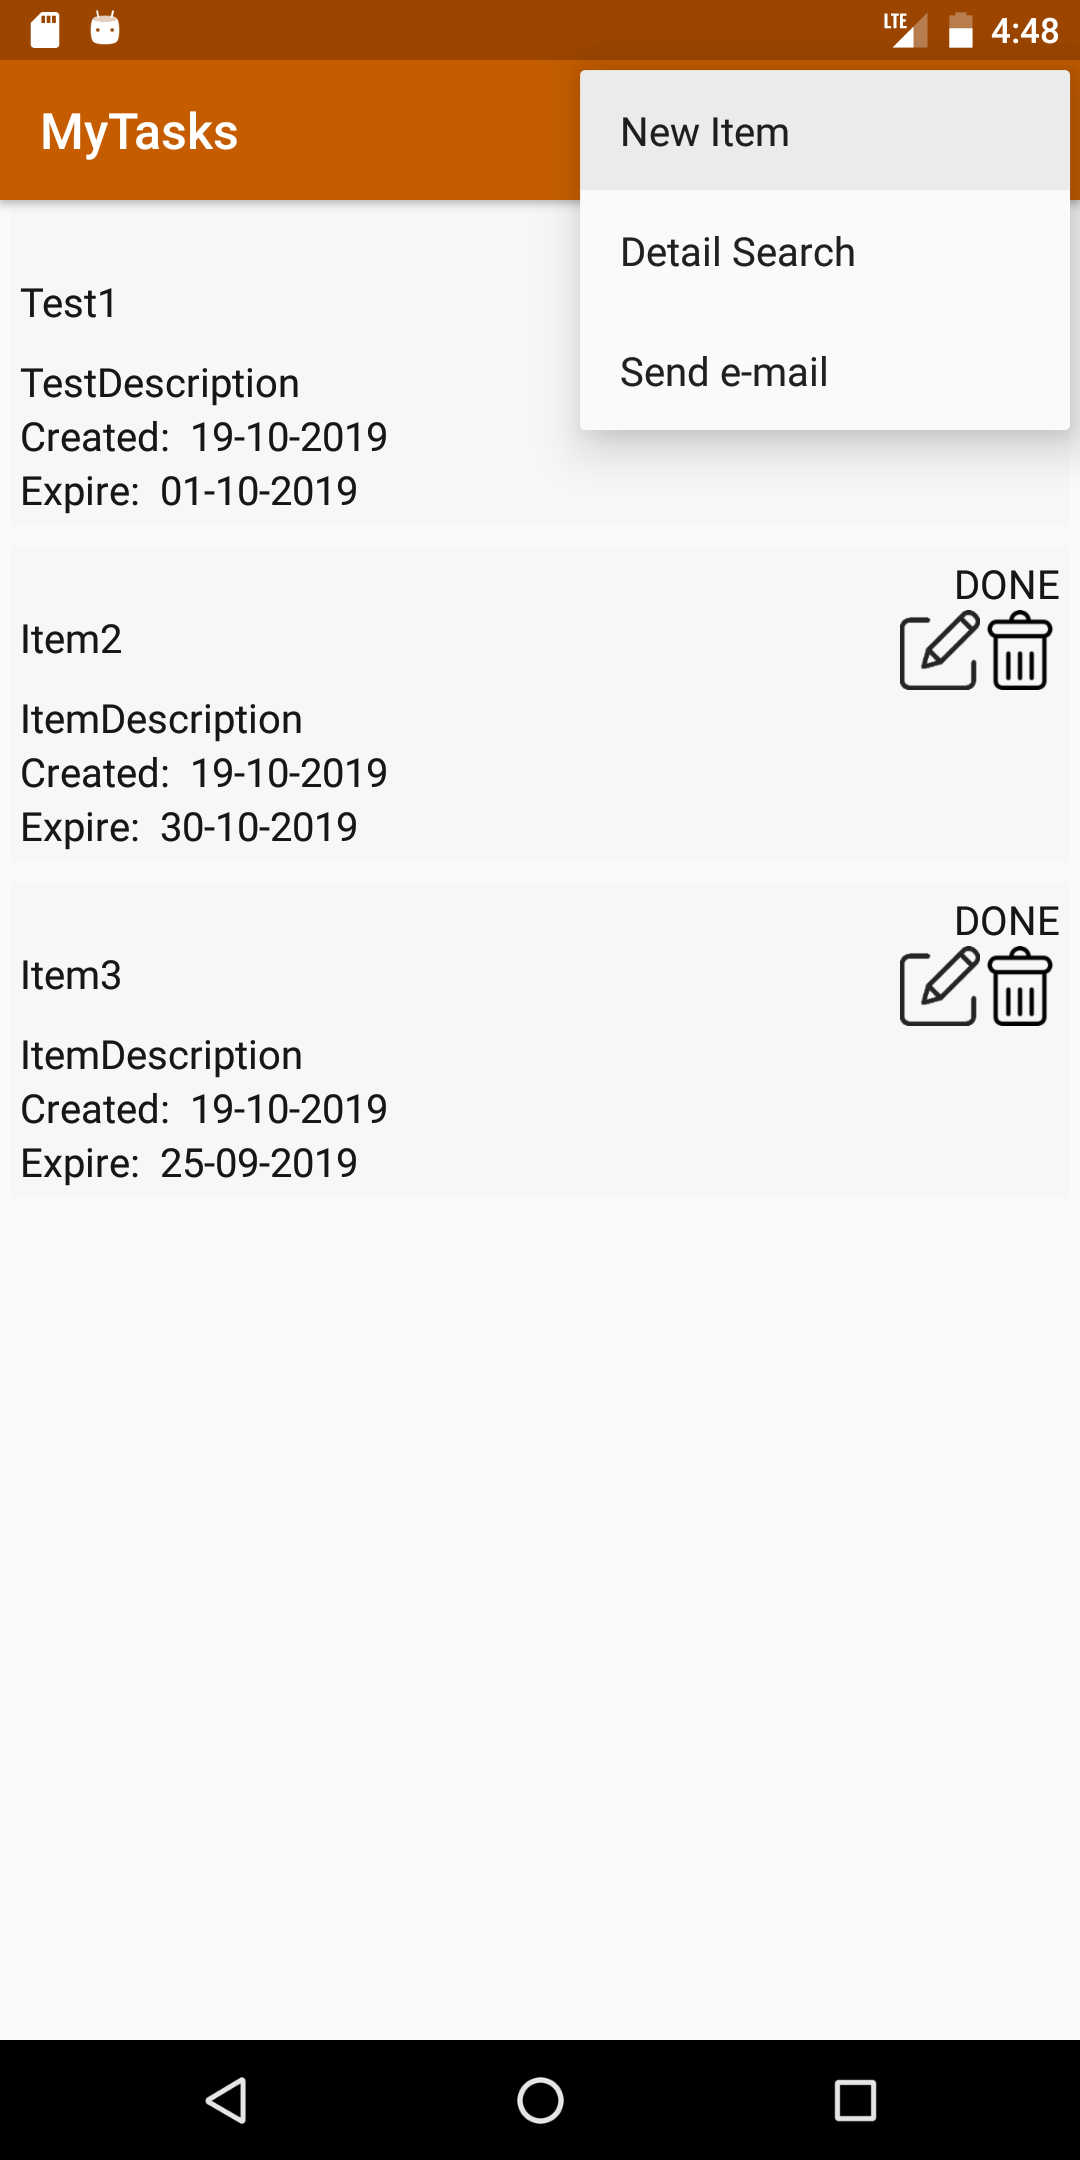 LTE 4:48
MyTasks
New Item
Detail Search
Send e-mail
Test1
TestDescription
Created: 19-10-2019
Expire: 01-10-2019
DONE
Item2
ItemDescription
Created: 19-10-2019
Expire: 30-10-2019
DONE
Item3
ItemDescription
Created: 19-10-2019
Expire: 25-09-2019